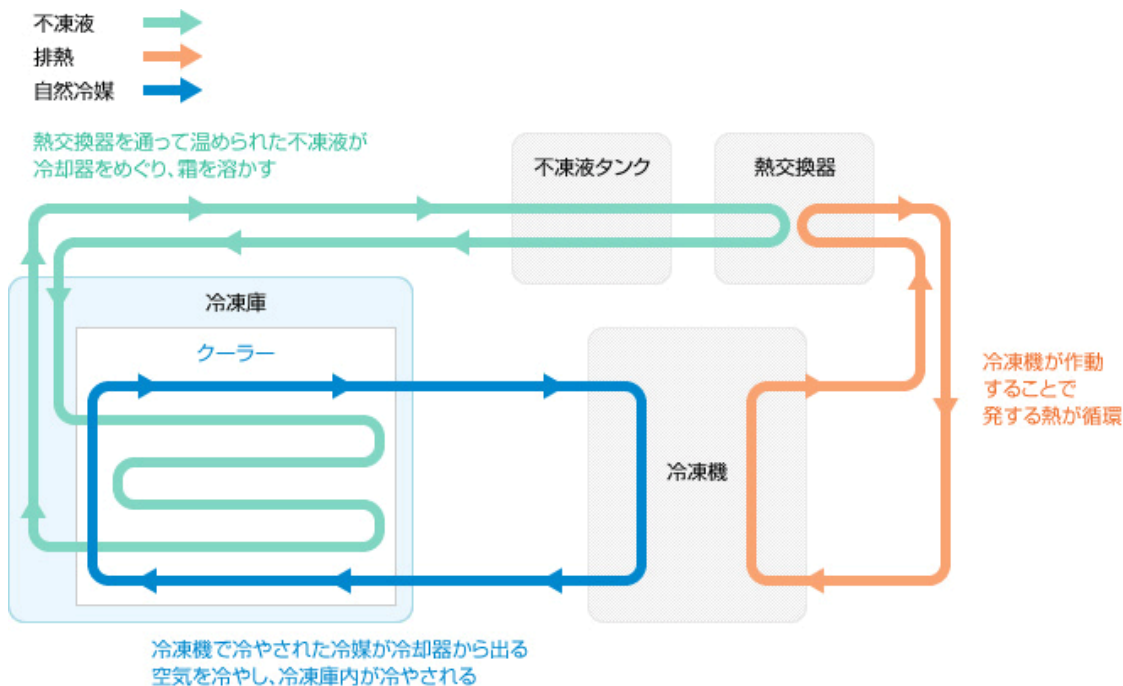 不凍液
排熱
自然冷媒
熱交換器を通って温められた不凍液が
冷却器をめぐり、霜を溶かす
不凍液タンク
熱交換器
冷凍庫
クーラー
冷凍機が作動
することで
発する熱が循環
冷凍機
冷凍機で冷やされた冷媒が冷却器から出る
空気を冷やし、冷凍庫内が冷やされる